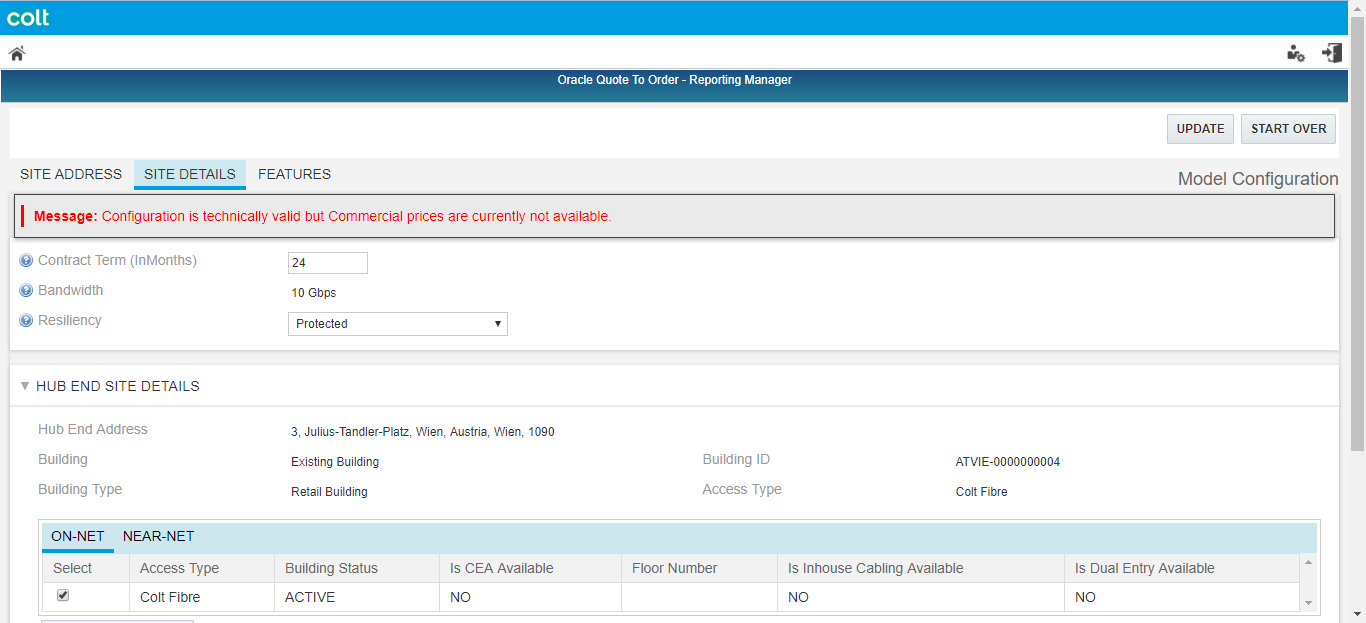 colt
Oracle Quote To Order - Reporting Manager
UPDATE START OVER
SITE ADDRESS SITE DETAILS FEATURES
Model Configuration
Message: Configuration is technically valid but Commercial prices are currently not available.
Contract Term (InMonths) 24
Bandwidth 10 Gbps
Resiliency Protected
HUB END SITE DETAILS
Hub End Address 3, Julius-Tandler-Platz, Wien, Austria, Wien, 1090
Building Existing Building Building ID ATVIE-0000000004
Building Type Retail Building Access Type Colt Fibre
ON-NET NEAR-NET
Select Access Type Building Status Is CEA Available Floor Number Is Inhouse Cabling Available Is Dual Entry Available
Colt Fibre ACTIVE NO NO NO